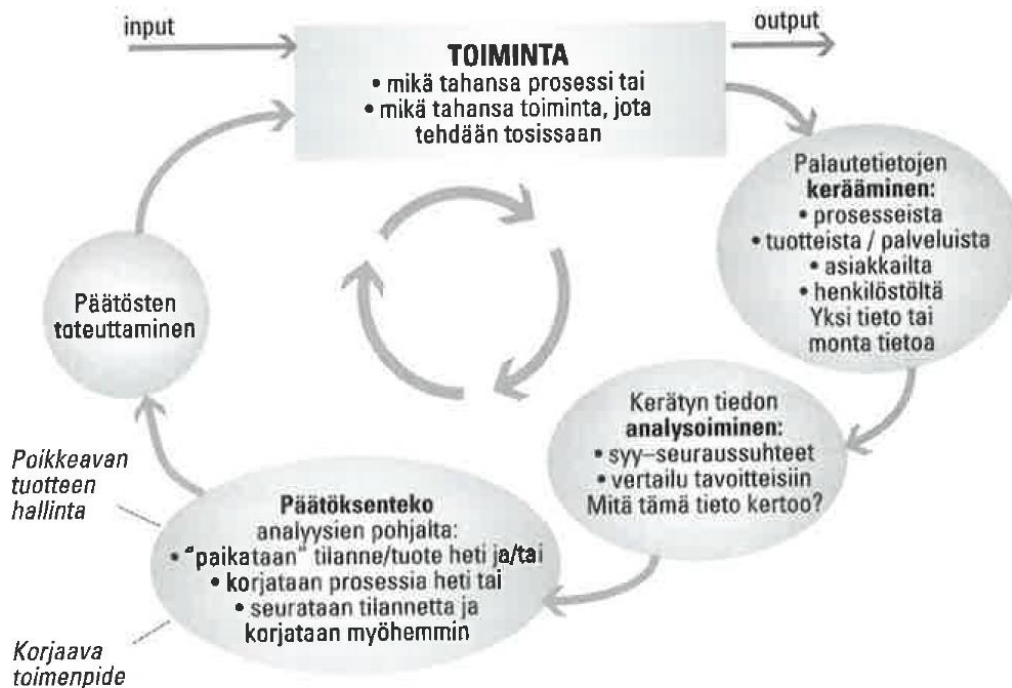 input
output
TOIMINTA
• mikä tahansa prosessi tai
• mikä tahansa toiminta, jota
tehdään tosissaan
Palautetietojen
kerääminen:
• prosesseista
• tuotteista / palveluista
• asiakkailta
• henkilöstöltä
Yksi tieto tai
monta tietoa
Kerätyn tiedon
analysoiminen:
• syy–seuraussuhteet
• vertailu tavoitteisiin
Mitä tämä tieto kertoo?
Päätöksenteko
analyysien pohjalta:
• "paikataan" tilanne/tuote heti ja/tai
• korjataan prosessia heti tai
• seurataan tilannetta ja
korjataan myöhemmin
Poikkeavan
tuotteen
hallinta
Korjaava
toimenpide
Päätösten
toteuttaminen